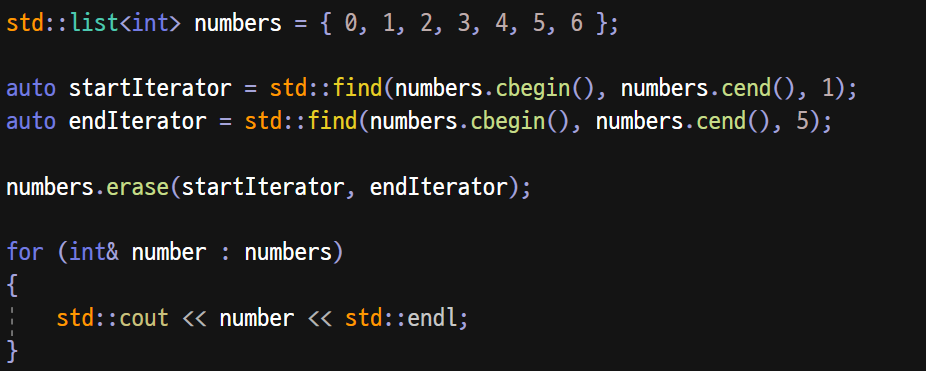 std::list<int> numbers = { 0, 1, 2, 3, 4, 5, 6 };
auto startIterator = std::find(numbers.cbegin(), numbers.cend(), 1);
auto endIterator = std::find(numbers.cbegin(), numbers.cend(), 5);
numbers.erase(startIterator, endIterator);
for (int& number : numbers)
{
    std::cout << number << std::endl;
}